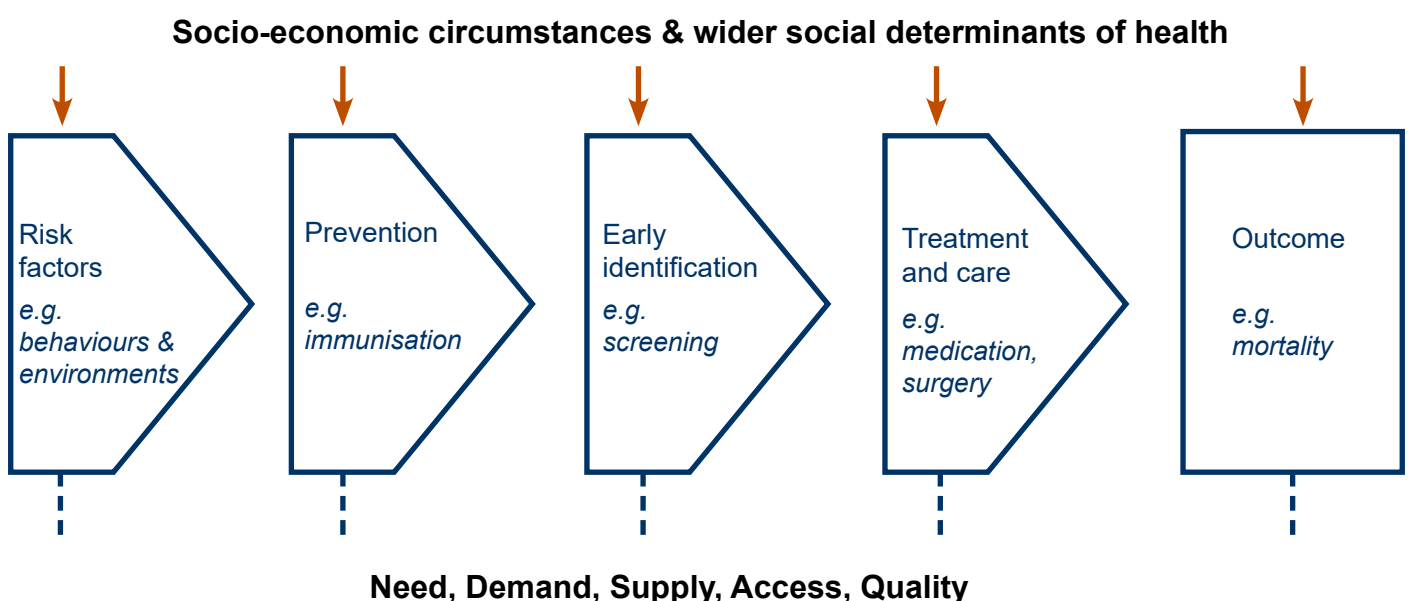 Socio-economic circumstances & wider social determinants of health
Risk
factors
e.g.
behaviours &
environments
Prevention
e.g.
immunisation
Early
identification
e.g.
screening
Treatment
and care
e.g.
medication,
surgery
Outcome
e.g.
mortality
Need, Demand, Supply, Access, Quality